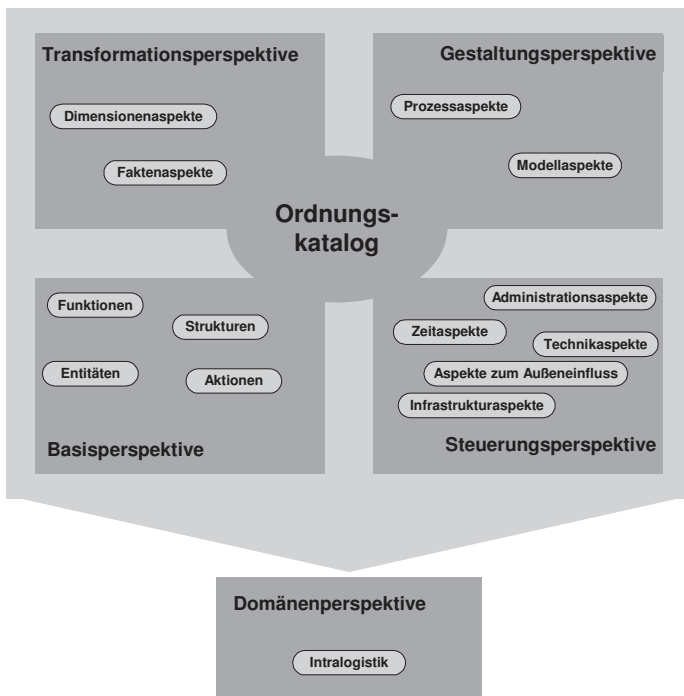 Transformationsperspektive
Dimensionenaspekte
Faktenaspekte
Gestaltungsperspektive
Prozessaspekte
Modellaspekte
Ordnungs-
katalog
Funktionen
Strukturen
Entitäten
Aktionen
Basisperspektive
Administrationsaspekte
Zeitaspekte
Technikaspekte
Aspekte zum Außeneinfluss
Infrastrukturaspekte
Steuerungsperspektive
Domänenperspektive
Intralogistik